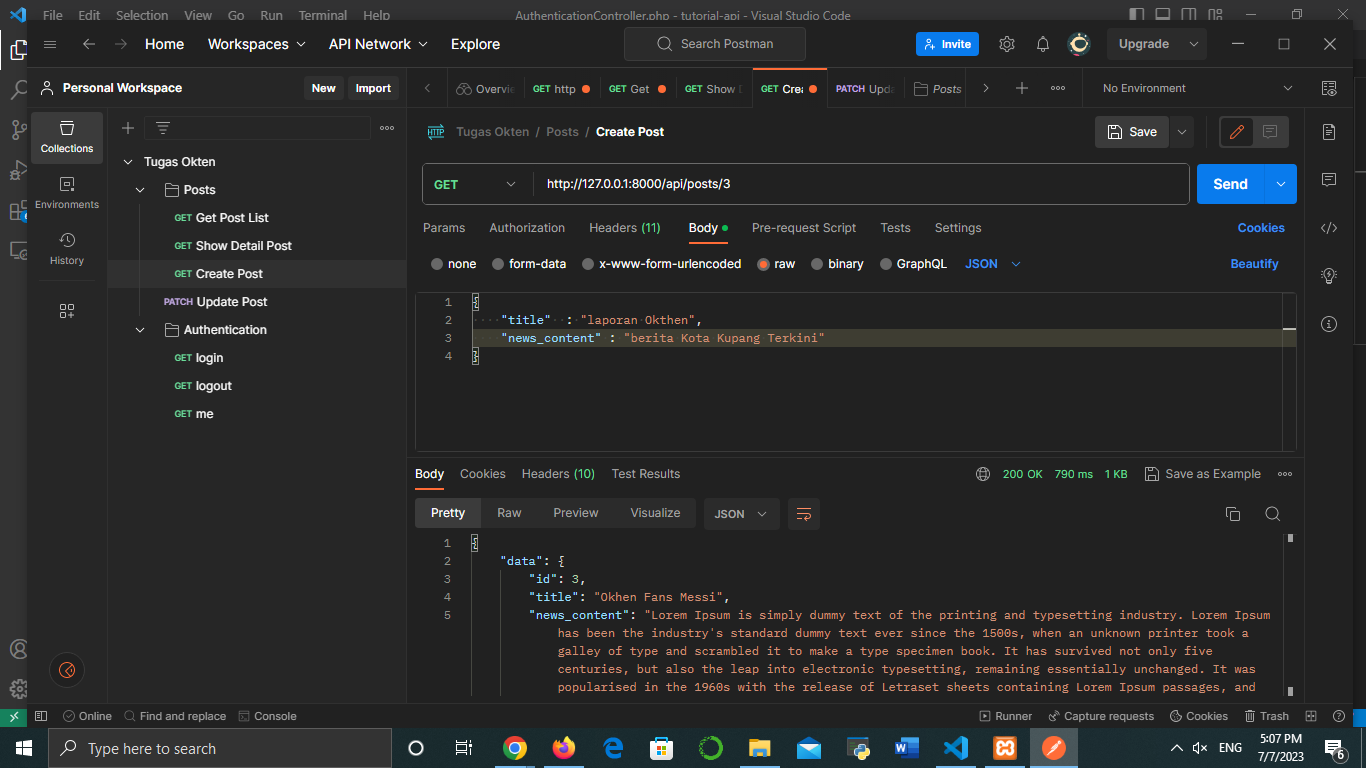 File Edit Selection View Go Run Terminal Help AuthenticationController.php - tutorial-api - Visual Studio Code
Home Workspaces API Network Explore Search Postman Invite Upgrade
Personal Workspace New Import Overvie GET http GET Get GET Show D GET Crea PATCH Upda Posts No Environment
Collections
Environments
History
Tugas Okten
Posts
GET Get Post List
GET Show Detail Post
GET Create Post
PATCH Update Post
Authentication
GET login
GET logout
GET me
HTTP Tugas Okten / Posts / Create Post Save
GET http://127.0.0.1:8000/api/posts/3 Send
Params Authorization Headers (11) Body Pre-request Script Tests Settings Cookies
none form-data x-www-form-urlencoded raw binary GraphQL JSON Beautify
1 {
2 "title" : "laporan Okthen",
3 "news_content" : "berita Kota Kupang Terkini"
4 }
Body Cookies Headers (10) Test Results 200 OK 790 ms 1 KB Save as Example
Pretty Raw Preview Visualize JSON
1 {
2 "data": {
3 "id": 3,
4 "title": "Okhen Fans Messi",
5 "news_content": "Lorem Ipsum is simply dummy text of the printing and typesetting industry. Lorem Ipsum
has been the industry's standard dummy text ever since the 1500s, when an unknown printer took a
galley of type and scrambled it to make a type specimen book. It has survived not only five
centuries, but also the leap into electronic typesetting, remaining essentially unchanged. It was
popularised in the 1960s with the release of Letraset sheets containing Lorem Ipsum passages, and
Online Find and replace Console Runner Capture requests Cookies Trash
Type here to search ENG 5:07 PM
7/7/2023 6